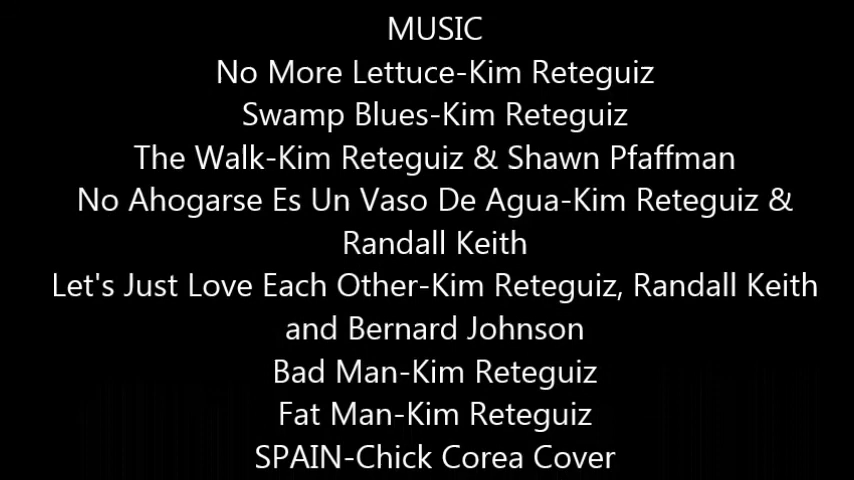 MUSIC
No More Lettuce-Kim Reteguiz
Swamp Blues-Kim Reteguiz
The Walk-Kim Reteguiz & Shawn Pfaffman
No Ahogarse Es Un Vaso De Agua-Kim Reteguiz &
Randall Keith
Let's Just Love Each Other-Kim Reteguiz, Randall Keith
and Bernard Johnson
Bad Man-Kim Reteguiz
Fat Man-Kim Reteguiz
SPAIN-Chick Corea Cover